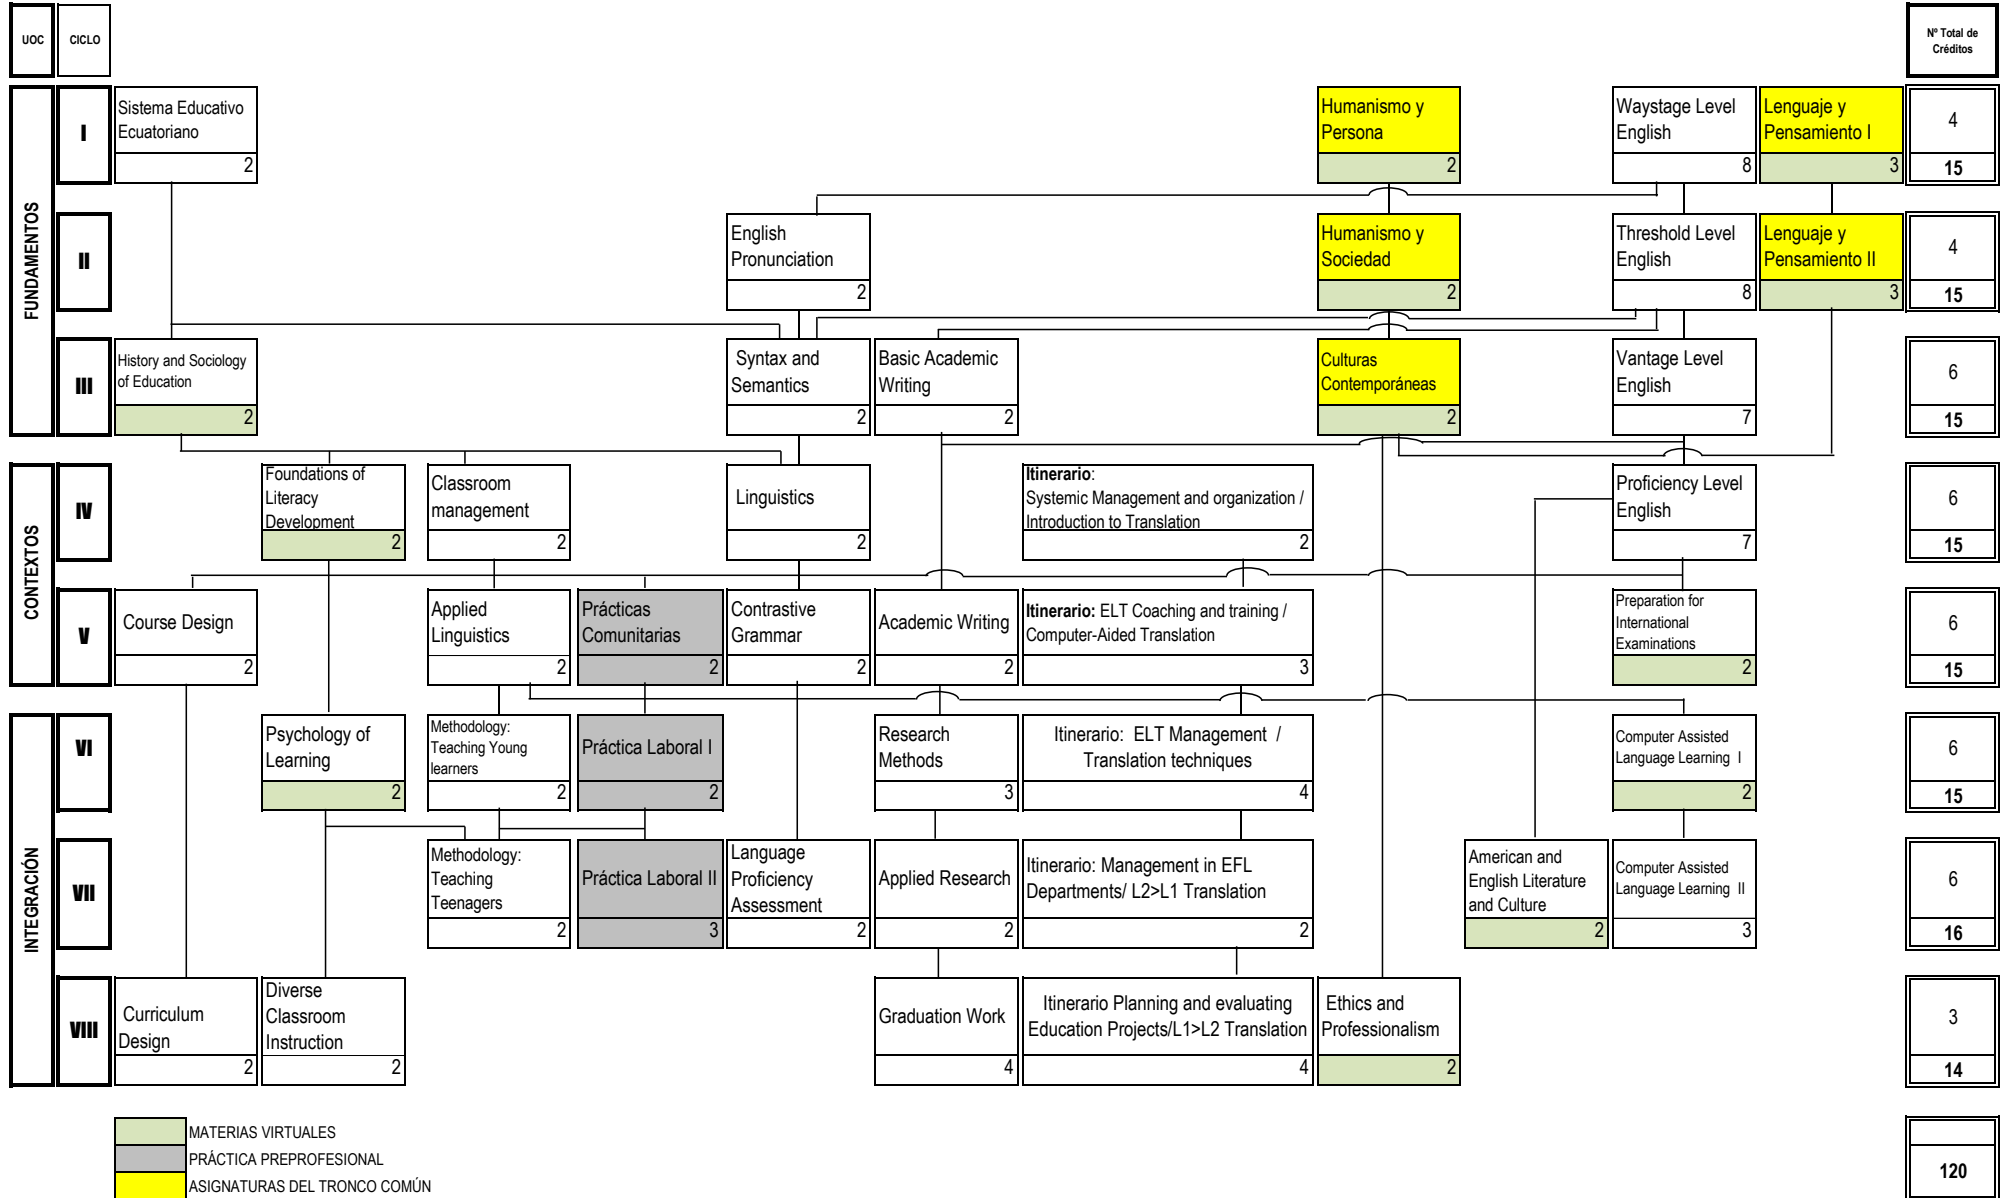 UOC
CICLO
Nº Total de
Créditos
FUNDAMENTOS
I
Sistema Educativo
Ecuatoriano
2
Humanismo y
Persona
2
Waystage Level
English
8
Lenguaje y
Pensamiento I
3
4
15
II
English
Pronunciation
2
Humanismo y
Sociedad
2
Threshold Level
English
8
Lenguaje y
Pensamiento II
3
4
15
III
History and Sociology
of Education
2
Syntax and
Semantics
2
Basic Academic
Writing
2
Culturas
Contemporáneas
2
Vantage Level
English
7
6
15
CONTEXTOS
IV
Foundations of
Literacy
Development
2
Classroom
management
2
Linguistics
2
Itinerario:
Systemic Management and organization /
Introduction to Translation
2
Proficiency Level
English
7
6
15
V
Course Design
2
Applied
Linguistics
2
Prácticas
Comunitarias
2
Contrastive
Grammar
2
Academic Writing
2
Itinerario: ELT Coaching and training /
Computer-Aided Translation
3
Preparation for
International
Examinations
2
6
15
INTEGRACIÓN
VI
Psychology of
Learning
2
Methodology:
Teaching Young
learners
2
Práctica Laboral I
2
Research
Methods
3
Itinerario: ELT Management /
Translation techniques
4
Computer Assisted
Language Learning I
2
6
15
VII
Methodology:
Teaching
Teenagers
2
Práctica Laboral II
3
Language
Proficiency
Assessment
2
Applied Research
2
Itinerario: Management in EFL
Departments/ L2>L1 Translation
2
American and
English Literature
and Culture
2
Computer Assisted
Language Learning II
3
6
16
VIII
Curriculum
Design
2
Diverse
Classroom
Instruction
2
Graduation Work
4
Itinerario Planning and evaluating
Education Projects/L1>L2 Translation
4
Ethics and
Professionalism
2
3
14
MATERIAS VIRTUALES
PRÁCTICA PREPROFESIONAL
ASIGNATURAS DEL TRONCO COMÚN
120